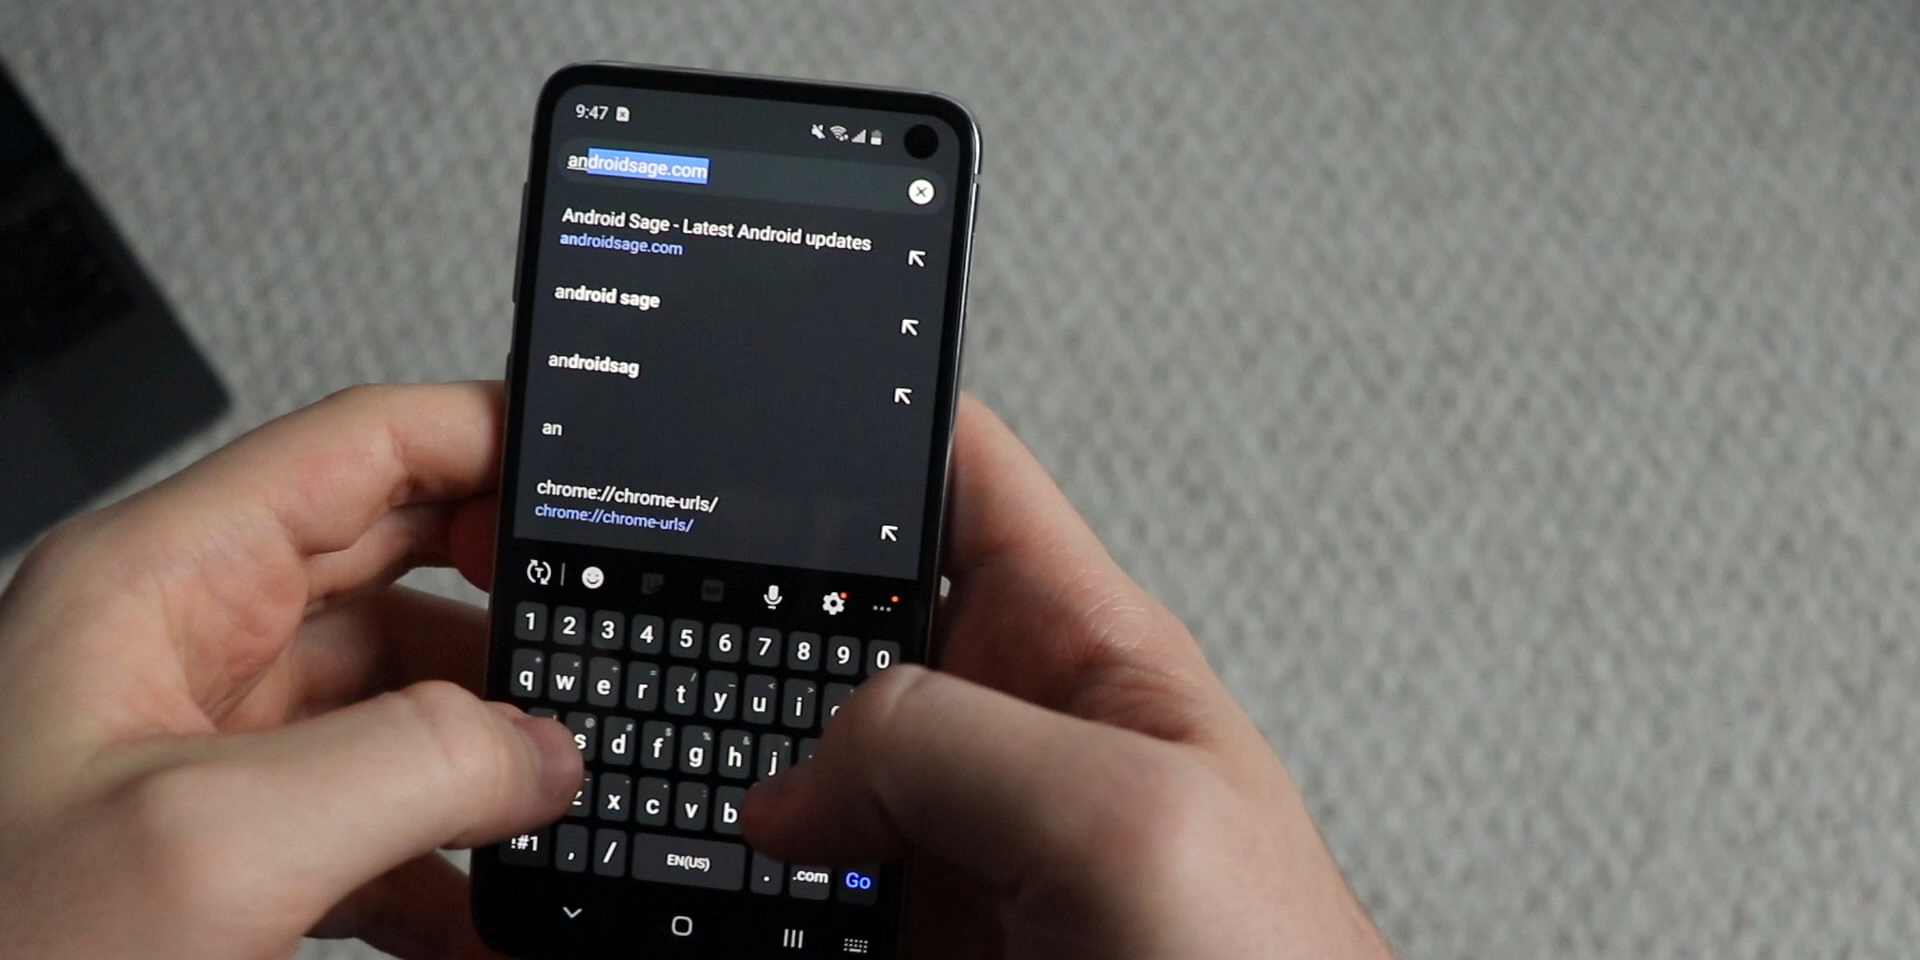 9:47
androidsage.com
Android Sage - Latest Android updates
androidsage.com
android sage
androidsag
an
chrome://chrome-urls/
chrome://chrome-urls/
1 2 3 4 5 6 7 8 9 0
q w e r t y u i
s d f g h j
z x c v b
!#1 , / EN(US) . .com Go